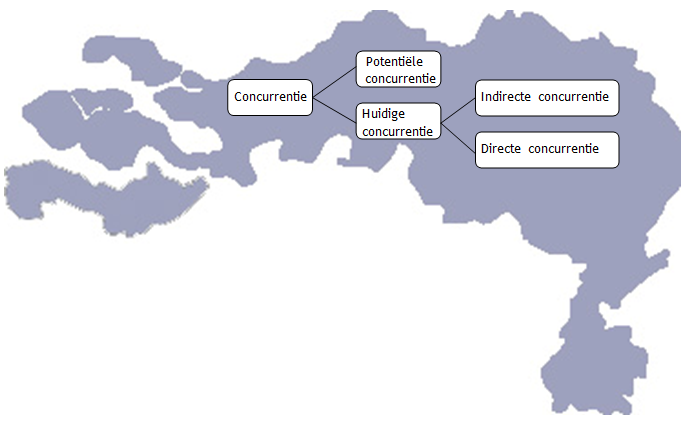 Concurrentie
Potentiële
concurrentie
Huidige
concurrentie
Indirecte concurrentie
Directe concurrentie